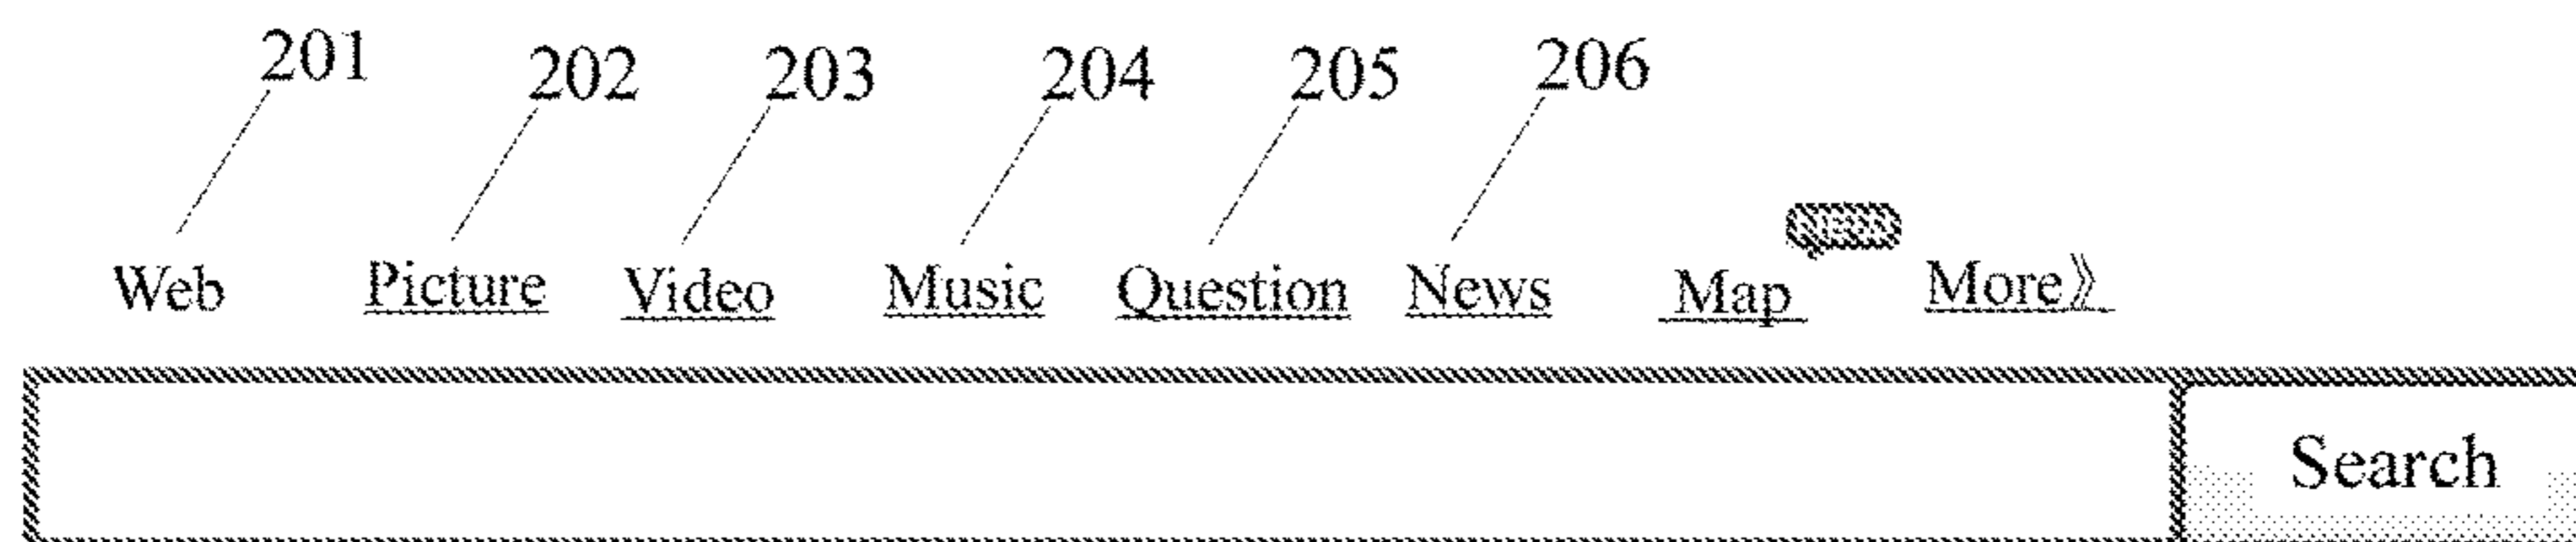 201 202 203 204 205 206
Web Picture Video Music Question News Map More》
Search